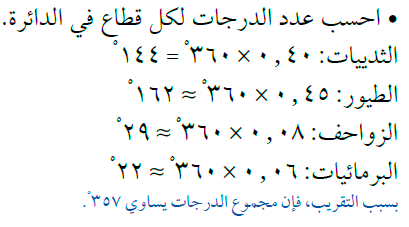 • احسب عدد الدرجات لكل قطاع في الدائرة.
الثدييات: ٠,٤٠ × ٣٦٠° = ١٤٤°
الطيور: ٠,٤٥ × ٣٦٠° ≈ ١٦٢°
الزواحف: ٠,٠٨ × ٣٦٠° ≈ ٢٩°
البرمائيات: ٠,٠٦ × ٣٦٠° ≈ ٢٢°
بسبب التقريب، فإن مجموع الدرجات يساوي ٣٥٧°.